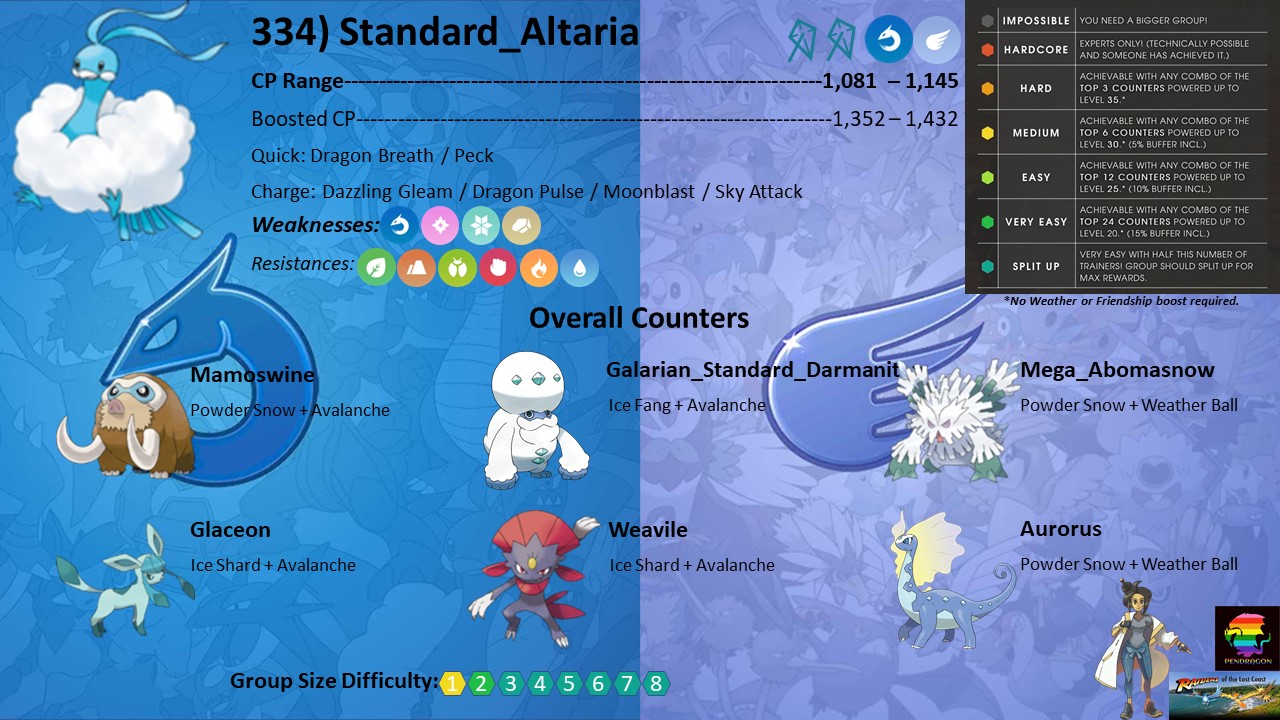 334) Standard_Altaria
CP Range---------------------------------------------------------------------1,081 – 1,145
Boosted CP---------------------------------------------------------------------1,352 – 1,432
Quick: Dragon Breath / Peck
Charge: Dazzling Gleam / Dragon Pulse / Moonblast / Sky Attack
Weaknesses:
Resistances:
IMPOSSIBLE YOU NEED A BIGGER GROUP!
HARDCORE EXPERTS ONLY! (TECHNICALLY POSSIBLE
AND SOMEONE HAS ACHIEVED IT.)
HARD ACHIEVABLE WITH ANY COMBO OF THE
TOP 3 COUNTERS POWERED UP TO
LEVEL 35.*
MEDIUM ACHIEVABLE WITH ANY COMBO OF THE
TOP 6 COUNTERS POWERED UP TO
LEVEL 30.* (5% BUFFER INCL.)
EASY ACHIEVABLE WITH ANY COMBO OF THE
TOP 12 COUNTERS POWERED UP TO
LEVEL 25.* (10% BUFFER INCL.)
VERY EASY ACHIEVABLE WITH ANY COMBO OF THE
TOP 24 COUNTERS POWERED UP TO
LEVEL 20.* (15% BUFFER INCL.)
SPLIT UP VERY EASY WITH HALF THIS NUMBER OF
TRAINERS! GROUP SHOULD SPLIT UP FOR
MAX REWARDS.
*No Weather or Friendship boost required.
Overall Counters
Mamoswine
Powder Snow + Avalanche
Galarian_Standard_Darmanit
Ice Fang + Avalanche
Mega_Abomasnow
Powder Snow + Weather Ball
Glaceon
Ice Shard + Avalanche
Weavile
Ice Shard + Avalanche
Aurorus
Powder Snow + Weather Ball
Group Size Difficulty: 1 2 3 4 5 6 7 8
PENDRAGON
RAIDERS of the Lost Coast